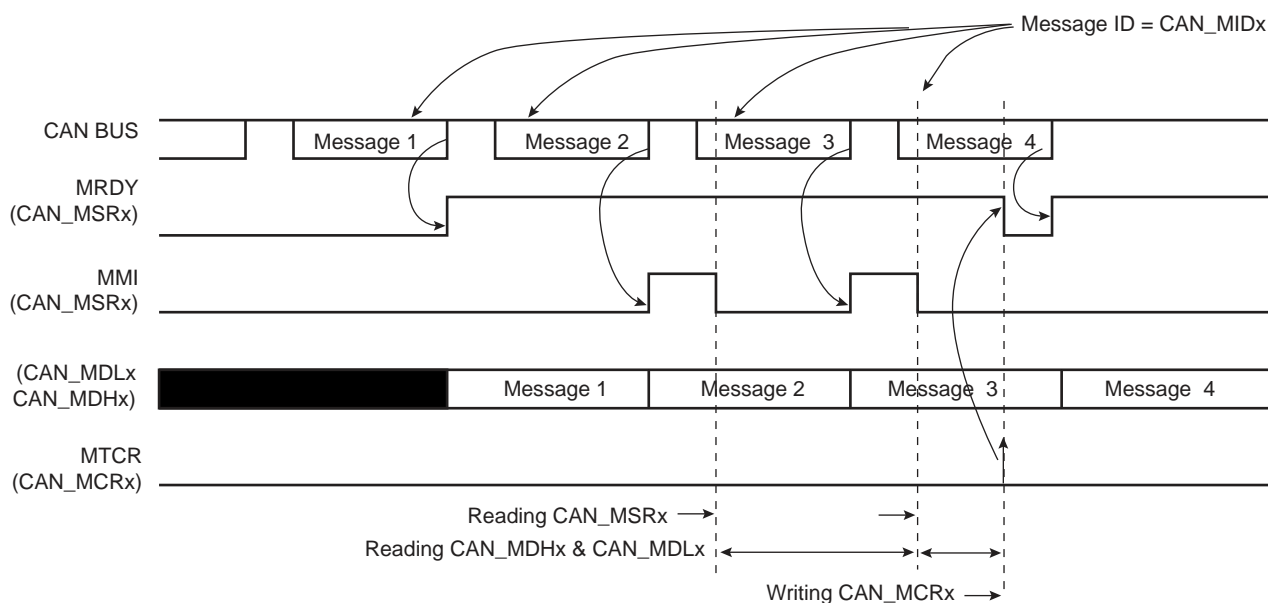 Message ID = CAN_MIDx
CAN BUS
Message 1
Message 2
Message 3
Message 4
MRDY
(CAN_MSRx)
MMI
(CAN_MSRx)
(CAN_MDLx
CAN_MDHx)
Message 1
Message 2
Message 3
Message 4
MTCR
(CAN_MCRx)
Reading CAN_MSRx
Reading CAN_MDHx & CAN_MDLx
Writing CAN_MCRx